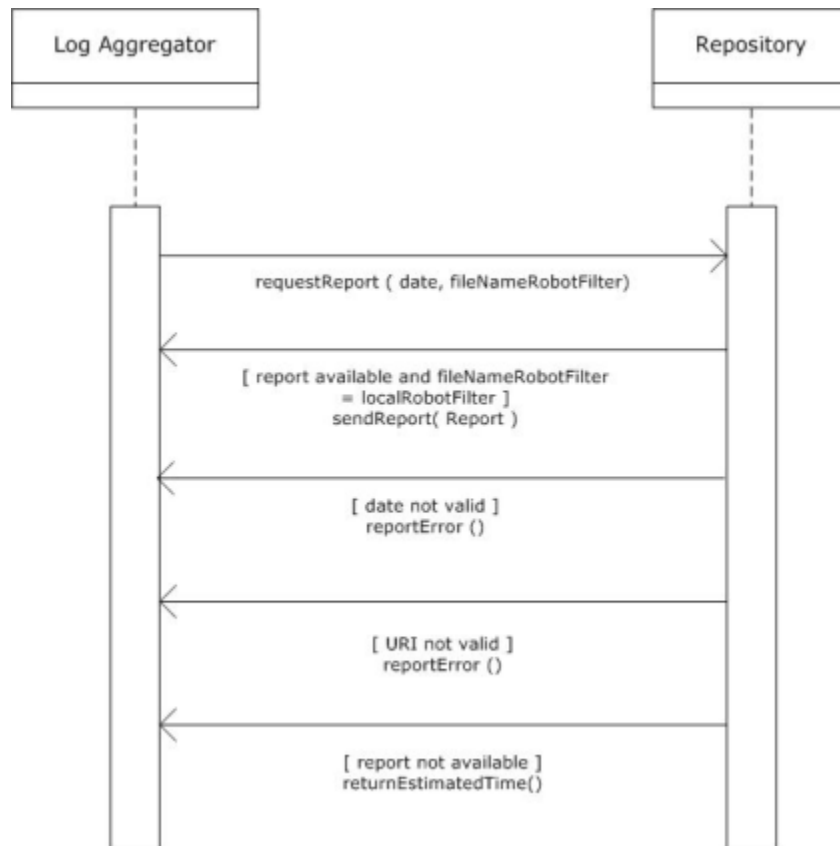 Log Aggregator
Repository
requestReport ( date, fileNameRobotFilter)
[ report available and fileNameRobotFilter
= localRobotFilter ]
sendReport( Report )
[ date not valid ]
reportError ()
[ URI not valid ]
reportError ()
[ report not available ]
returnEstimatedTime()